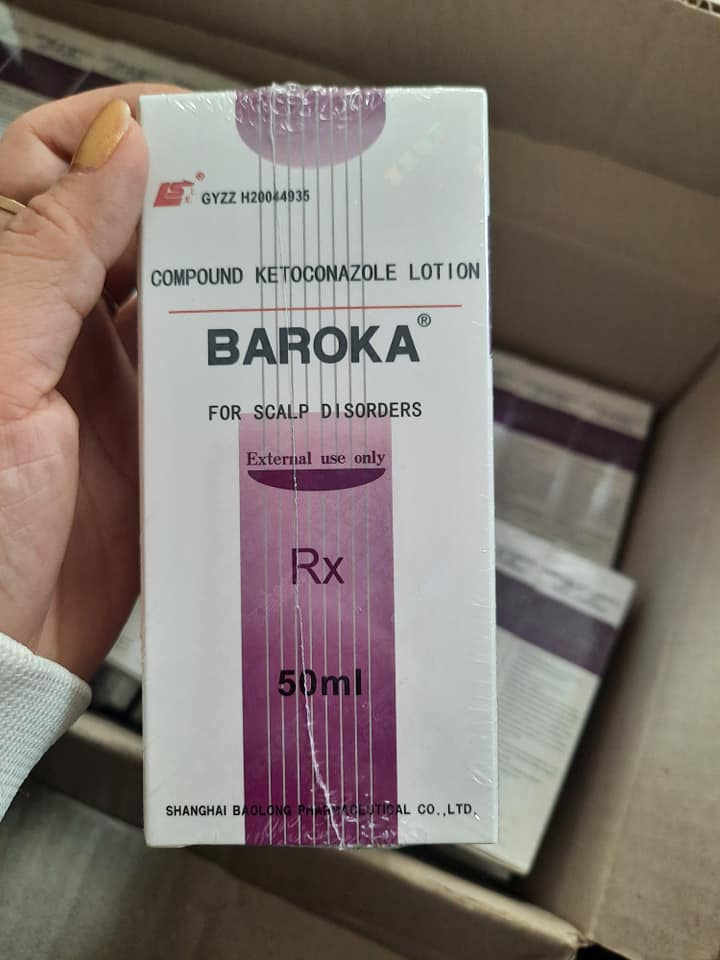 GYZZ H20044935
COMPOUND KETOCONAZOLE LOTION
BAROKA®
FOR SCALP DISORDERS
External use only
Rx
50ml
SHANGHAI BAOLONG PHARMACEUTICAL CO.,LTD.